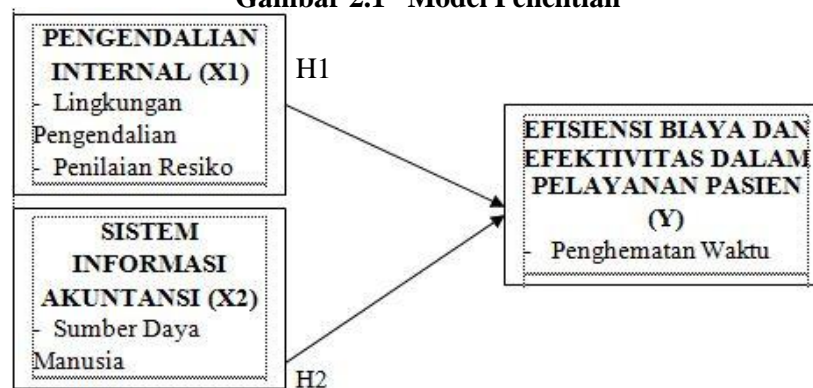 Gambar 2.1 Model Penelitian
PENGENDALIAN
INTERNAL (X1)
- Lingkungan
Pengendalian
- Penilaian Resiko
H1
SISTEM
INFORMASI
AKUNTANSI (X2)
- Sumber Daya
Manusia
H2
EFISIENSI BIAYA DAN
EFEKTIVITAS DALAM
PELAYANAN PASIEN
(Y)
- Penghematan Waktu